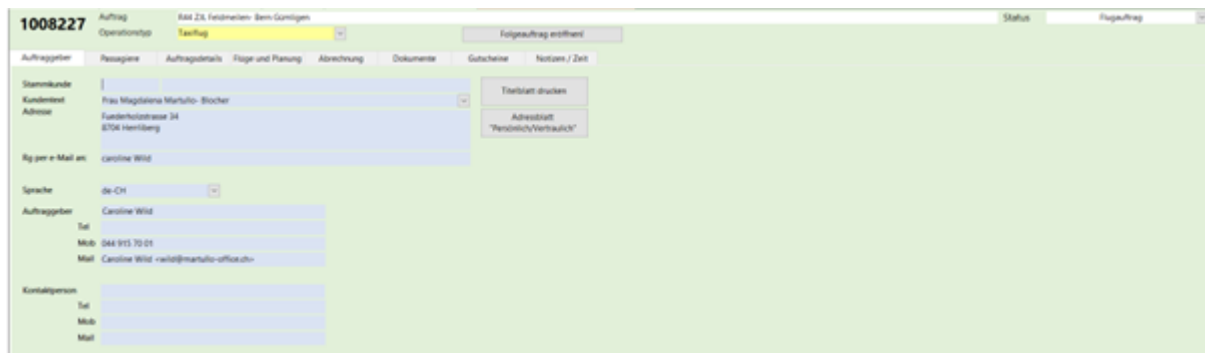 1008227
Auftrag R44 ZJL Feldmeilen- Bern Gümligen Status Flugauftrag
Operationstyp Taxiflug Folgeauftrag eröffnen!
Auftraggeber Passagiere Auftragsdetails Flüge und Planung Abrechnung Dokumente Gutscheine Notizen / Zeit
Stammkunde
Titelblatt drucken
Kundentext Frau Magdalena Martullo- Blocher
Adresse Fuederholzstrasse 34
8704 Herrliberg
Adressblatt
"Persönlich/Vertraulich"
Rg per e-Mail an: caroline Wild
Sprache de-CH
Auftraggeber Caroline Wild
Tel
Mob 044 915 70 01
Mail Caroline Wild <wild@martullo-office.ch>
Kontaktperson
Tel
Mob
Mail